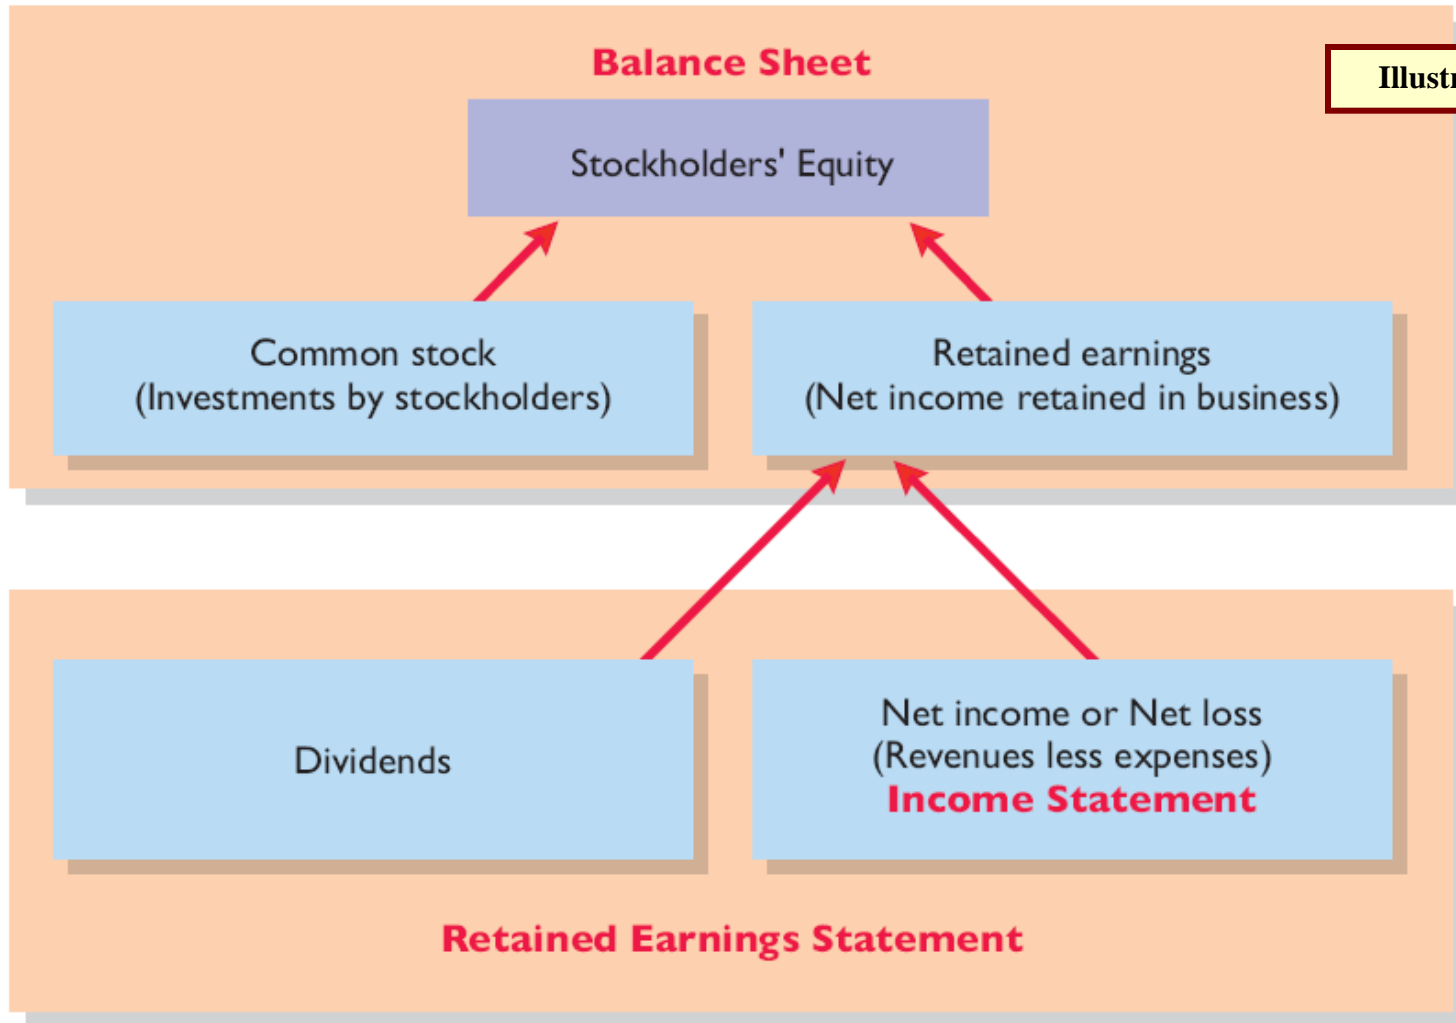 Balance Sheet
Stockholders' Equity
Common stock
(Investments by stockholders)
Retained earnings
(Net income retained in business)
Dividends
Net income or Net loss
(Revenues less expenses)
Income Statement
Retained Earnings Statement